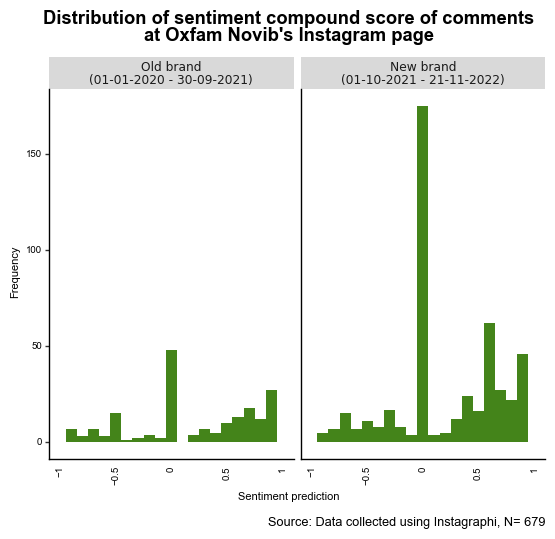 Distribution of sentiment compound score of comments
at Oxfam Novib's Instagram page
Old brand
(01-01-2020 - 30-09-2021)
New brand
(01-10-2021 - 21-11-2022)
Frequency
150
100
50
0
−1
−0.5
0
0.5
1
−1
−0.5
0
0.5
1
Sentiment prediction
Source: Data collected using Instagraphi, N= 679